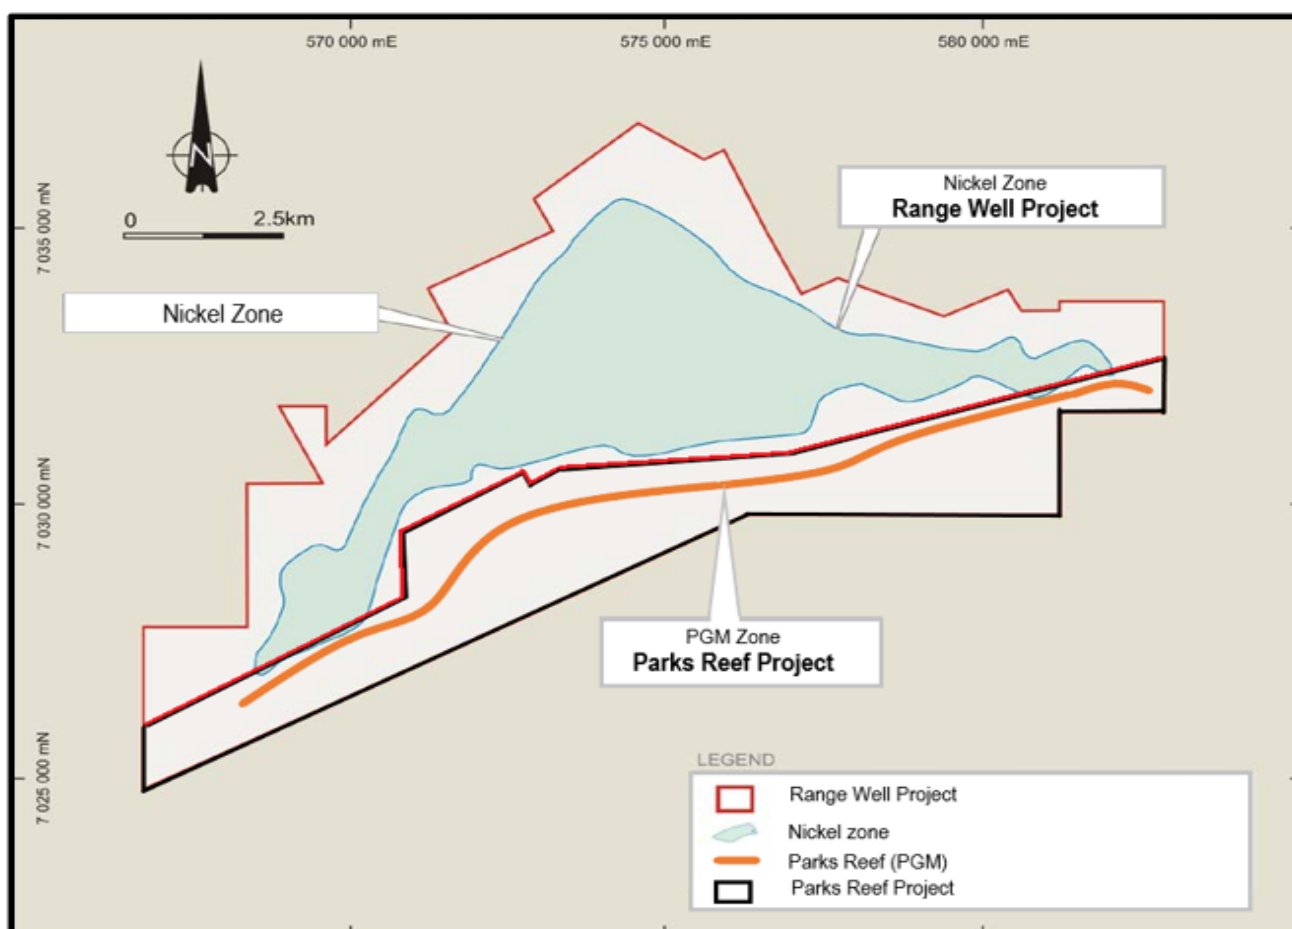 570 000 mE
575 000 mE
580 000 mE
N
0
2.5km
7 035 000 mN
7 030 000 mN
7 025 000 mN
Nickel Zone
Range Well Project
Nickel Zone
PGM Zone
Parks Reef Project
LEGEND
Range Well Project
Nickel zone
Parks Reef (PGM)
Parks Reef Project